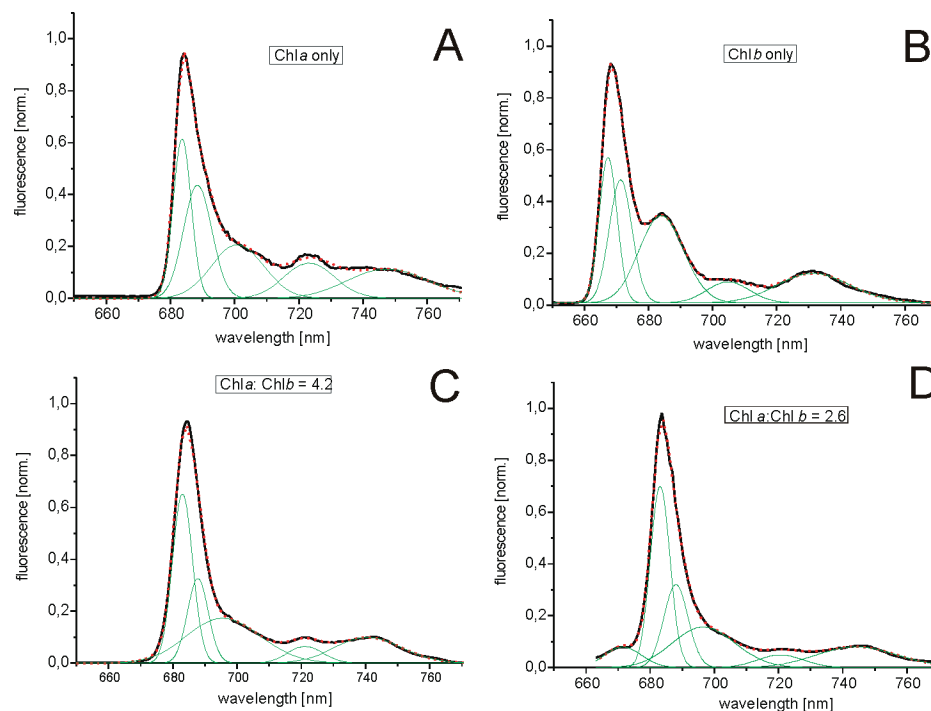 A
Chla only
fluorescence [norm.]
1,0
0,8
0,6
0,4
0,2
0,0
660 680 700 720 740 760
wavelength [nm]
B
Chlb only
fluorescence [norm.]
1,0
0,8
0,6
0,4
0,2
0,0
660 680 700 720 740 760
wavelength [nm]
C
Chla: Chlb = 4.2
fluorescence [norm.]
1,0
0,8
0,6
0,4
0,2
0,0
680 700 720 740 760
wavelength [nm]
D
Chl a:Chl b = 2.6
fluorescence [norm.]
1,0
0,8
0,6
0,4
0,2
0,0
660 680 700 720 740 760
wavelength [nm]